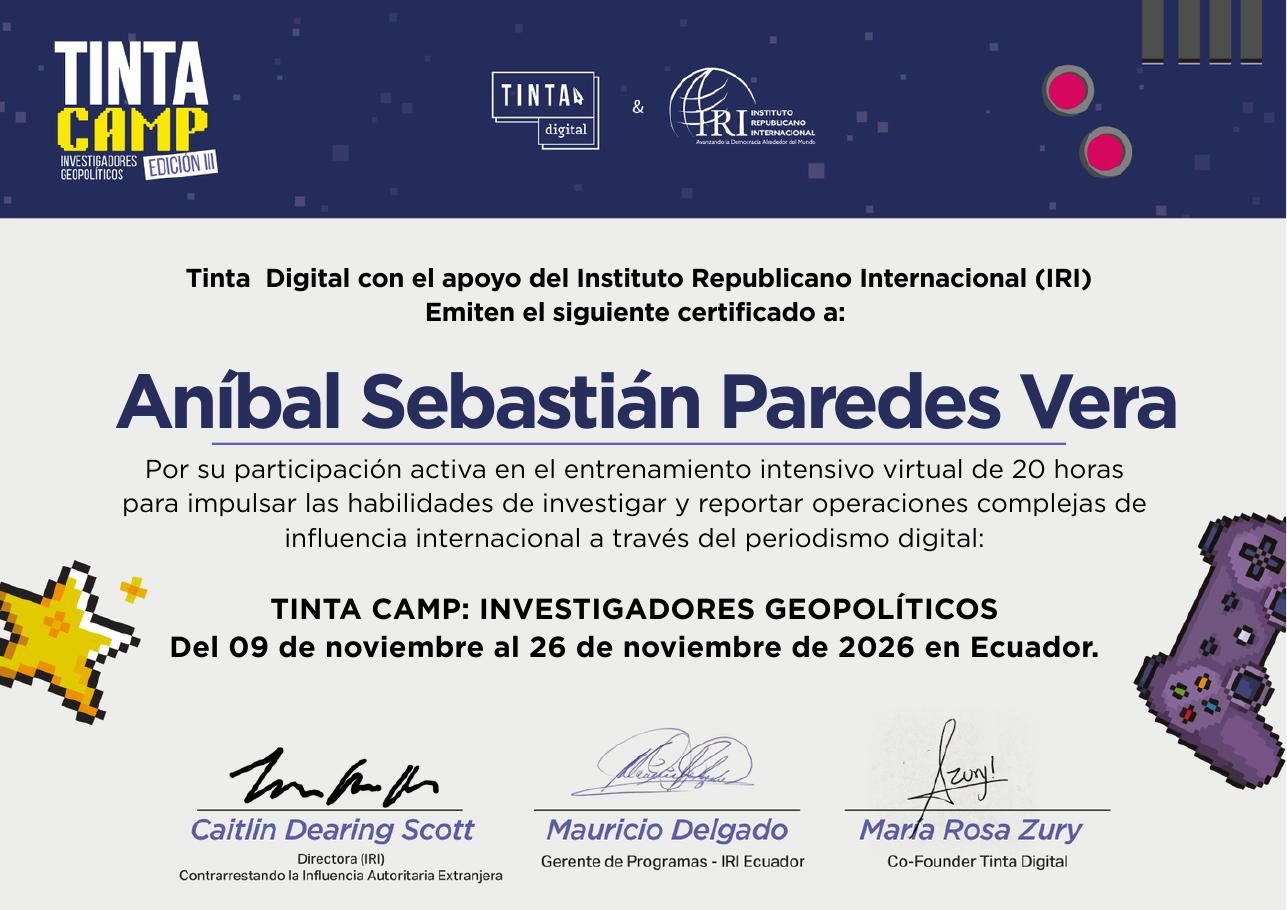 TINTA
CAMP
INVESTIGADORES
GEOPOLÍTICOS
EDICIÓN III
TINTA
digital
&
IRI
INSTITUTO
REPUBLICANO
INTERNACIONAL
Avanzando la Democracia Alrededor del Mundo
Tinta Digital con el apoyo del Instituto Republicano Internacional (IRI)
Emiten el siguiente certificado a:
Aníbal Sebastián Paredes Vera
Por su participación activa en el entrenamiento intensivo virtual de 20 horas
para impulsar las habilidades de investigar y reportar operaciones complejas de
influencia internacional a través del periodismo digital:
TINTA CAMP: INVESTIGADORES GEOPOLÍTICOS
Del 09 de noviembre al 26 de noviembre de 2026 en Ecuador.
Azury!
Caitlin Dearing Scott
Mauricio Delgado
María Rosa Zury
Directora (IRI)
Contrarrestando la Influencia Autoritaria Extranjera
Gerente de Programas - IRI Ecuador
Co-Founder Tinta Digital